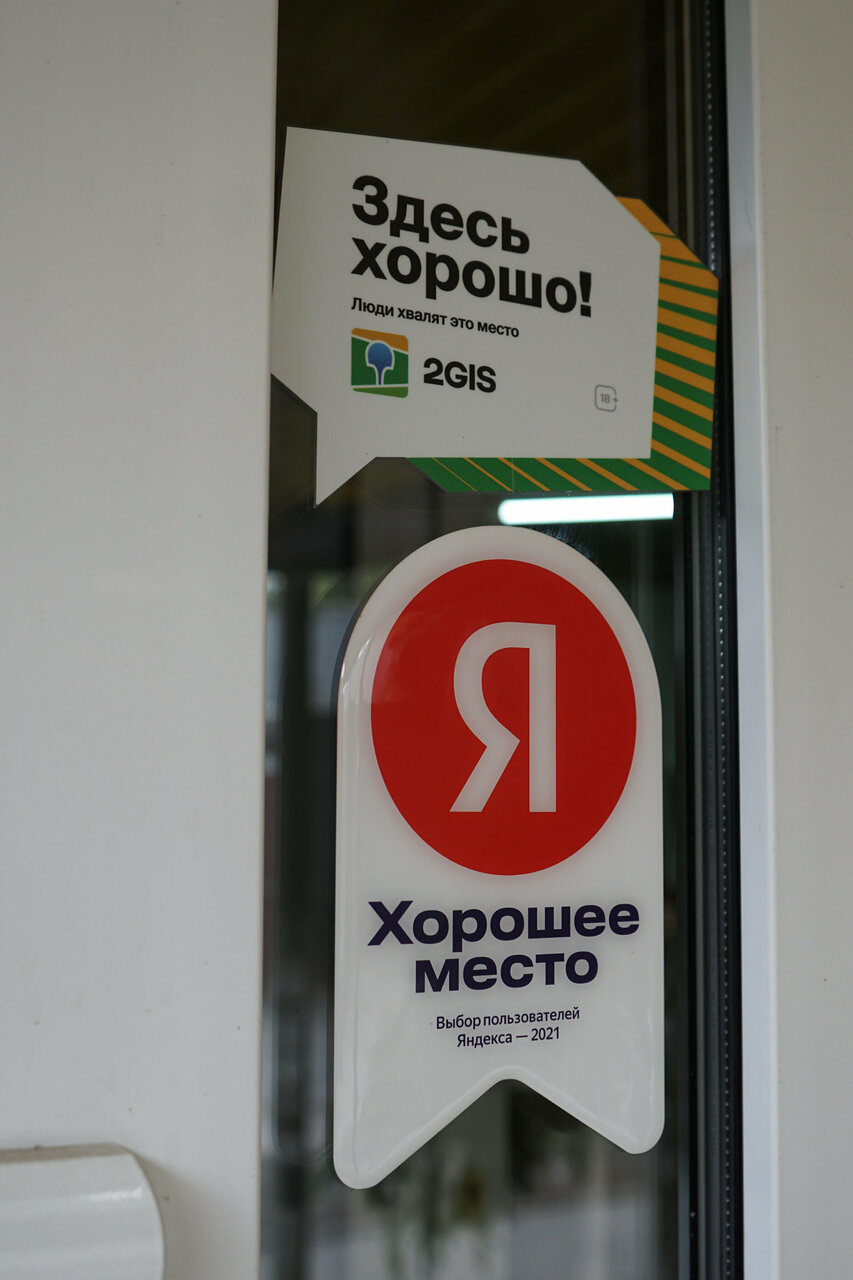 Здесь
хорошо!
Люди хвалят это место
2GIS
18+
Я
Хорошее
место
Выбор пользователей
Яндекса — 2021